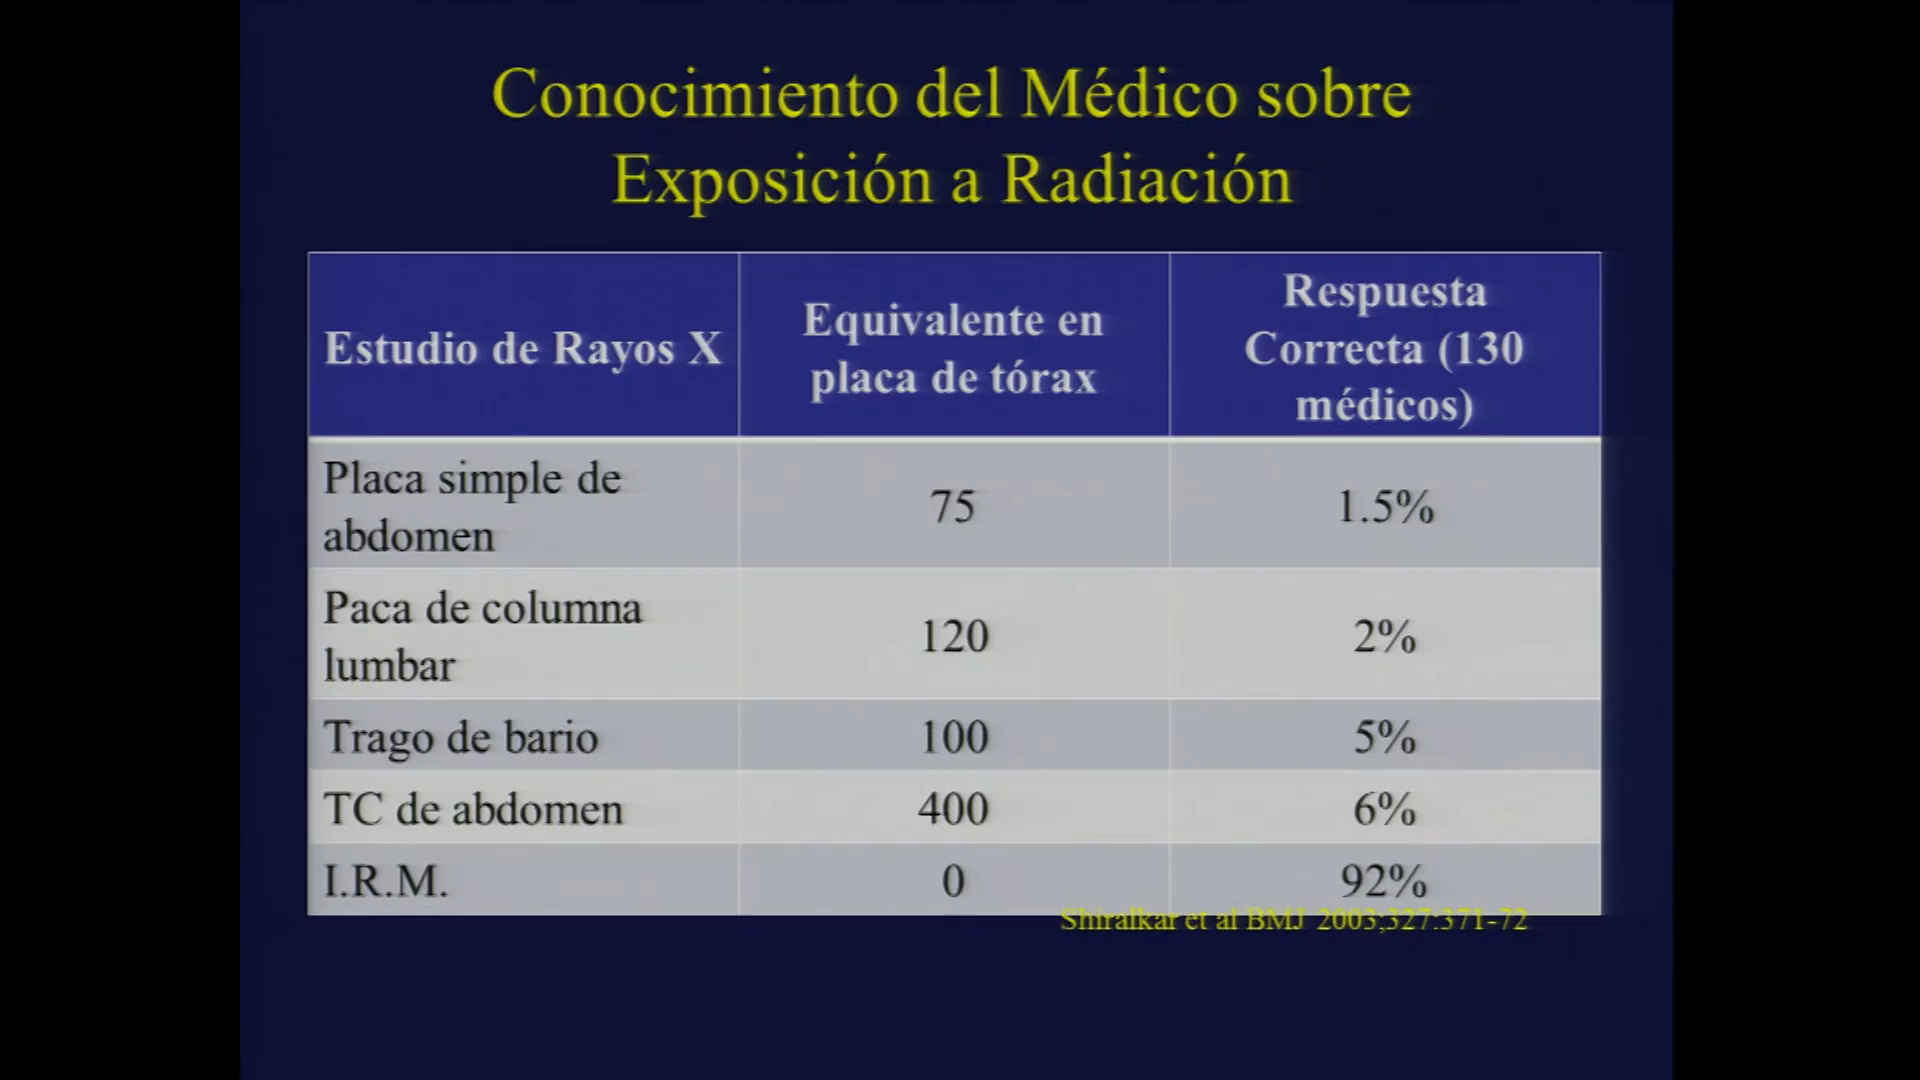 Conocimiento del Médico sobre
Exposición a Radiación
Estudio de Rayos X
Equivalente en
placa de tórax
Respuesta
Correcta (130
médicos)
Placa simple de
abdomen
75
1.5%
Paca de columna
lumbar
120
2%
Trago de bario
100
5%
TC de abdomen
400
6%
I.R.M.
0
92%
Shiralkar et al BMJ 2003;327:371-72